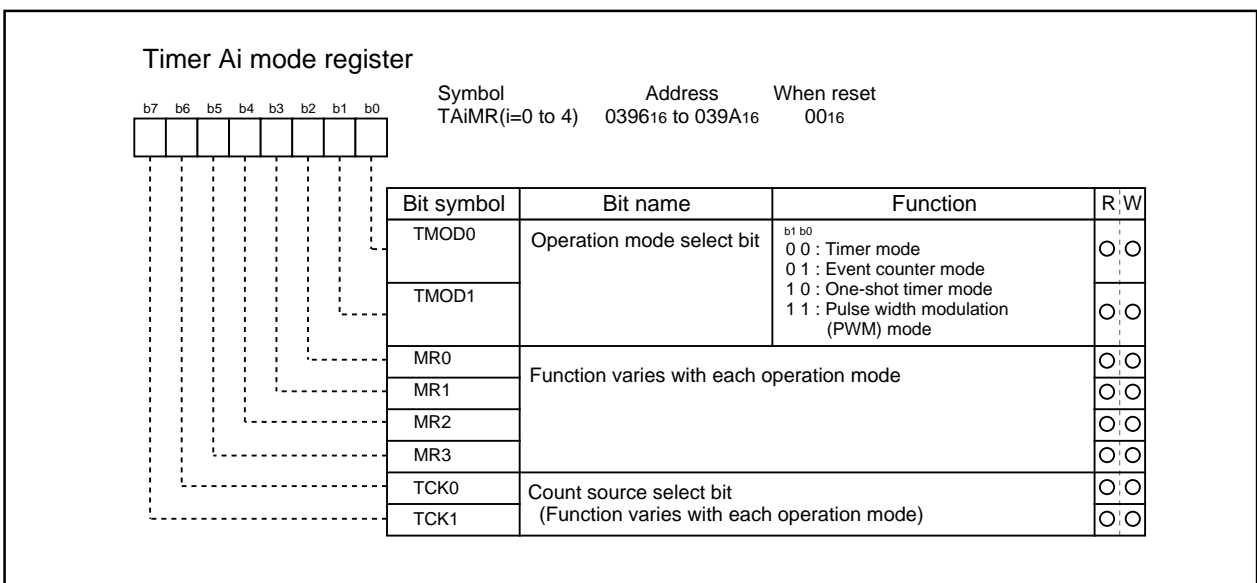 Timer Ai mode register
Symbol Address When reset
b7 b6 b5 b4 b3 b2 b1 b0
TAiMR(i=0 to 4) 039616 to 039A16 0016
Bit symbol Bit name Function R W
TMOD0 Operation mode select bit b1 b0
0 0 : Timer mode
0 1 : Event counter mode
TMOD1 1 0 : One-shot timer mode
1 1 : Pulse width modulation
(PWM) mode
MR0
Function varies with each operation mode
MR1
MR2
MR3
TCK0 Count source select bit
TCK1 (Function varies with each operation mode)